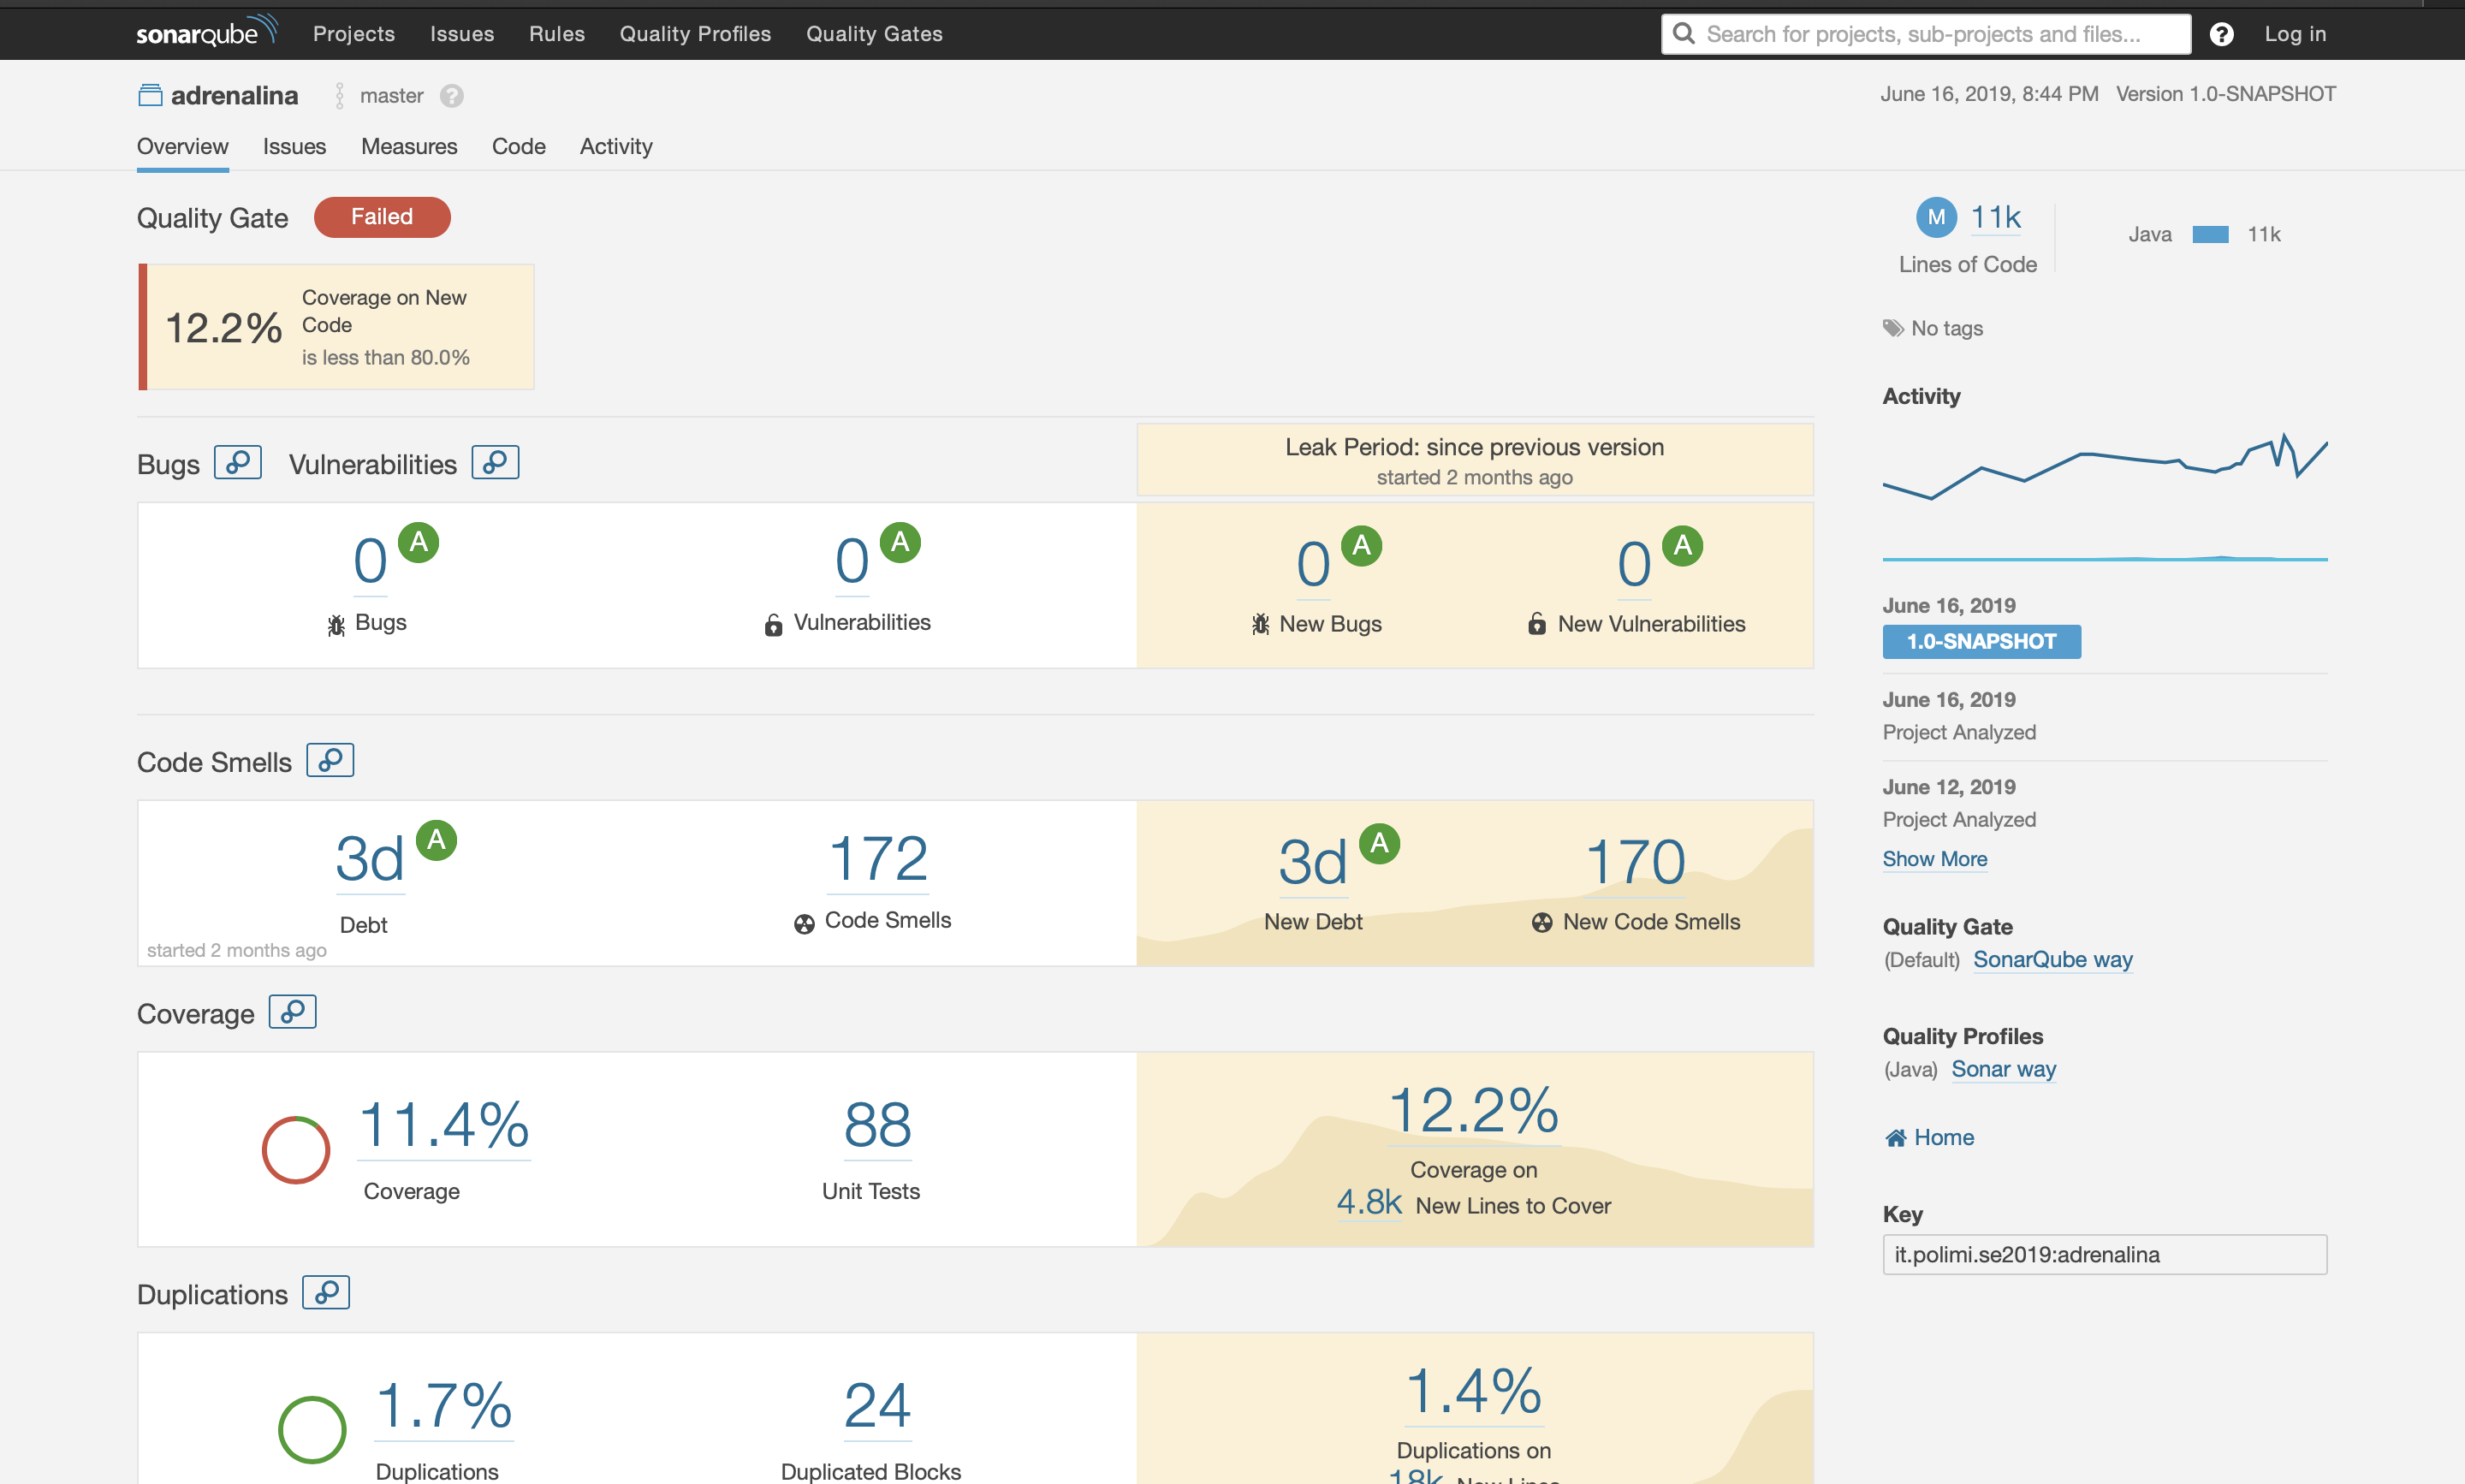 sonarqube Projects Issues Rules Quality Profiles Quality Gates Search for projects, sub-projects and files... Log in
adrenalina master
June 16, 2019, 8:44 PM Version 1.0-SNAPSHOT
Overview Issues Measures Code Activity
Quality Gate Failed
12.2%
Coverage on New
Code
is less than 80.0%
Bugs Vulnerabilities
Leak Period: since previous version
started 2 months ago
0 A
Bugs
0 A
Vulnerabilities
0 A
New Bugs
0 A
New Vulnerabilities
Code Smells
3d A
Debt
started 2 months ago
172
Code Smells
3d A
New Debt
170
New Code Smells
Coverage
11.4%
Coverage
88
Unit Tests
12.2%
Coverage on
4.8k New Lines to Cover
Duplications
1.7%
Duplications
24
Duplicated Blocks
1.4%
Duplications on
18k New Lines
M 11k
Lines of Code
Java 11k
No tags
Activity
June 16, 2019
1.0-SNAPSHOT
June 16, 2019
Project Analyzed
June 12, 2019
Project Analyzed
Show More
Quality Gate
(Default) SonarQube way
Quality Profiles
(Java) Sonar way
Home
Key
it.polimi.se2019:adrenalina